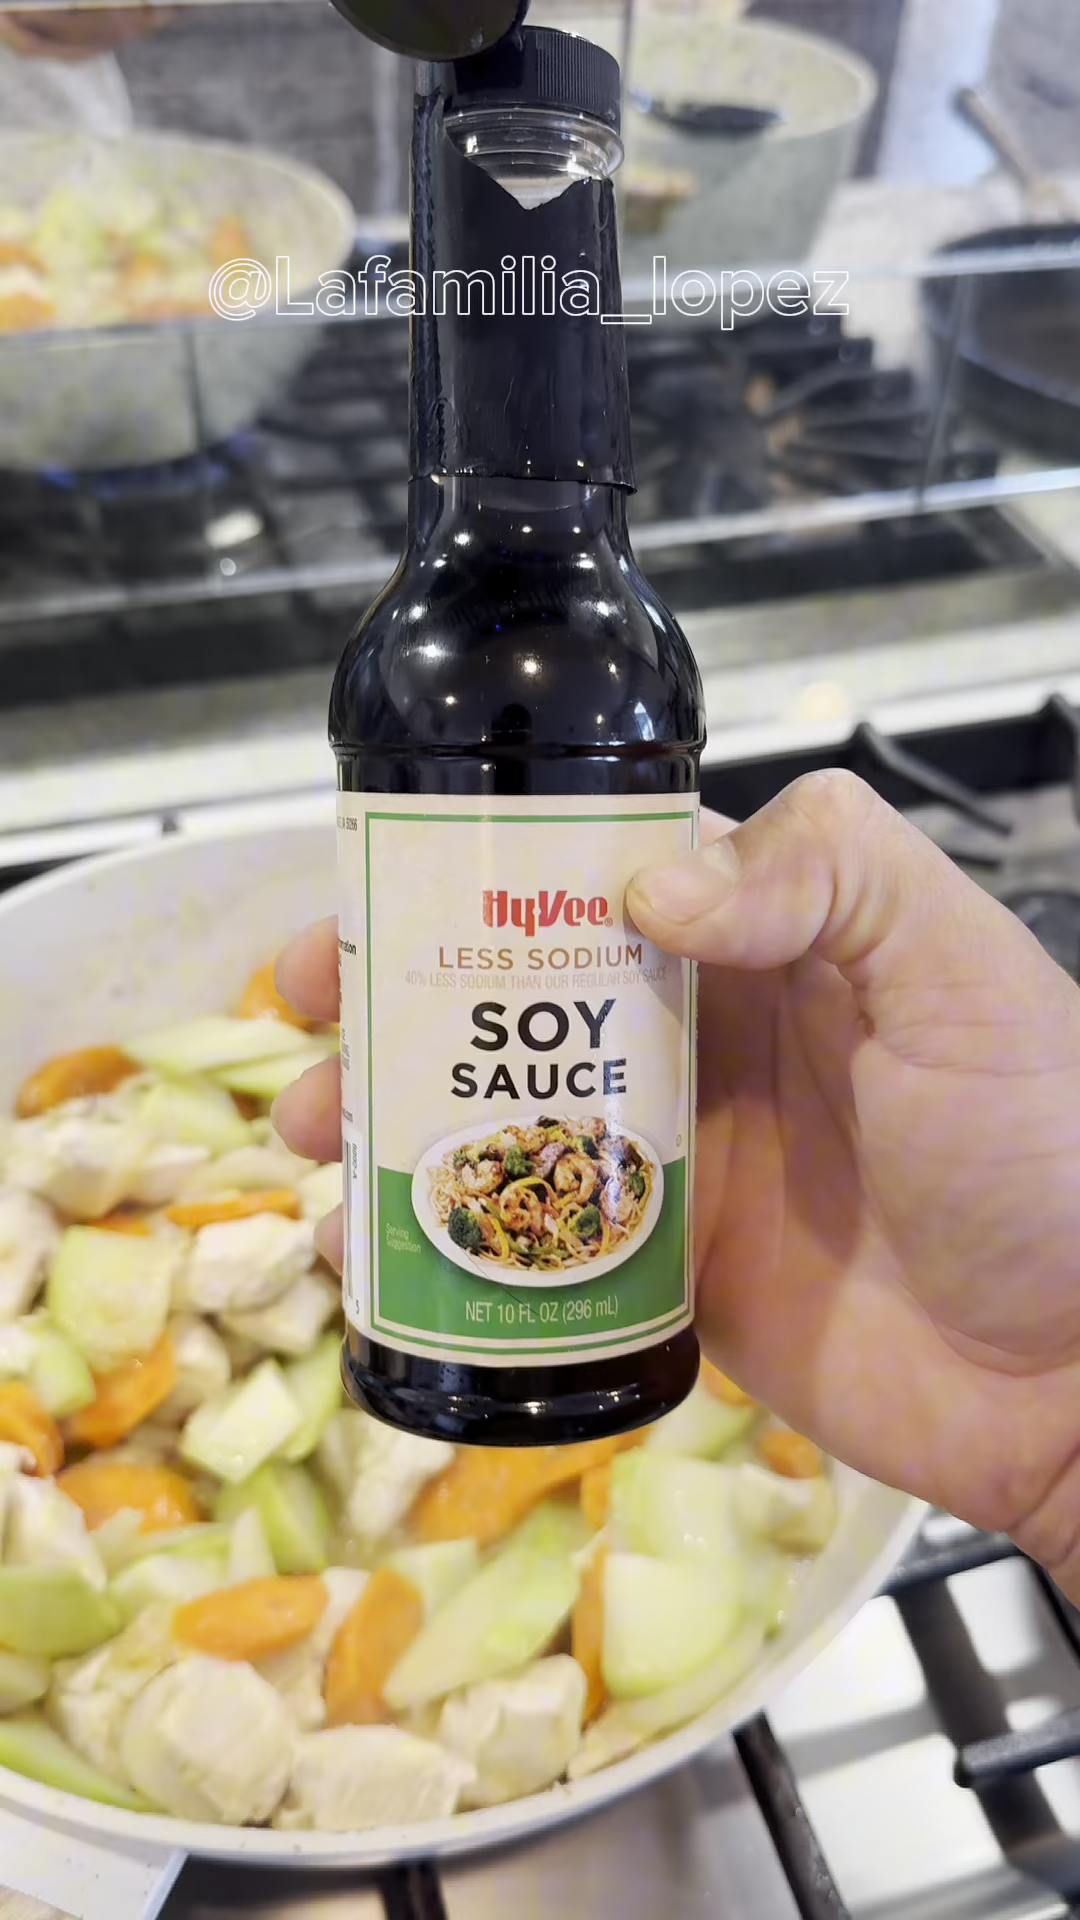 @Lafamilia_lopez
HyVee®
LESS SODIUM
40% LESS SODIUM THAN OUR REGULAR SOY SAUCE
SOY
SAUCE
Serving
Suggestion
NET 10 FL OZ (296 mL)